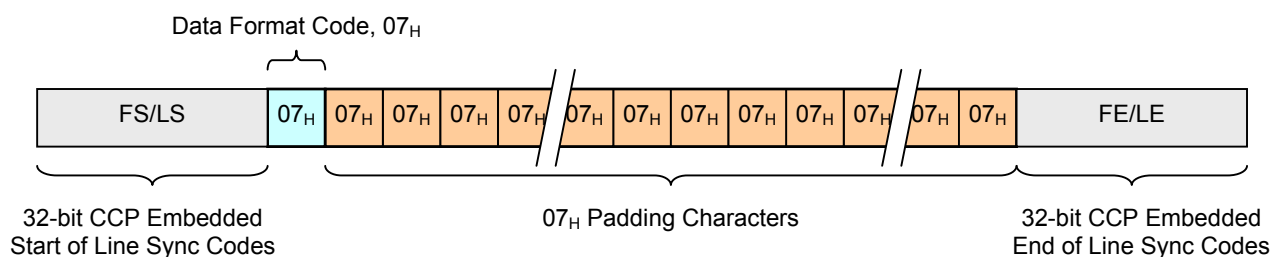 Data Format Code, 07H
FS/LS 07H 07H 07H 07H 07H 07H 07H 07H 07H 07H 07H 07H 07H FE/LE
32-bit CCP Embedded
Start of Line Sync Codes
07H Padding Characters
32-bit CCP Embedded
End of Line Sync Codes